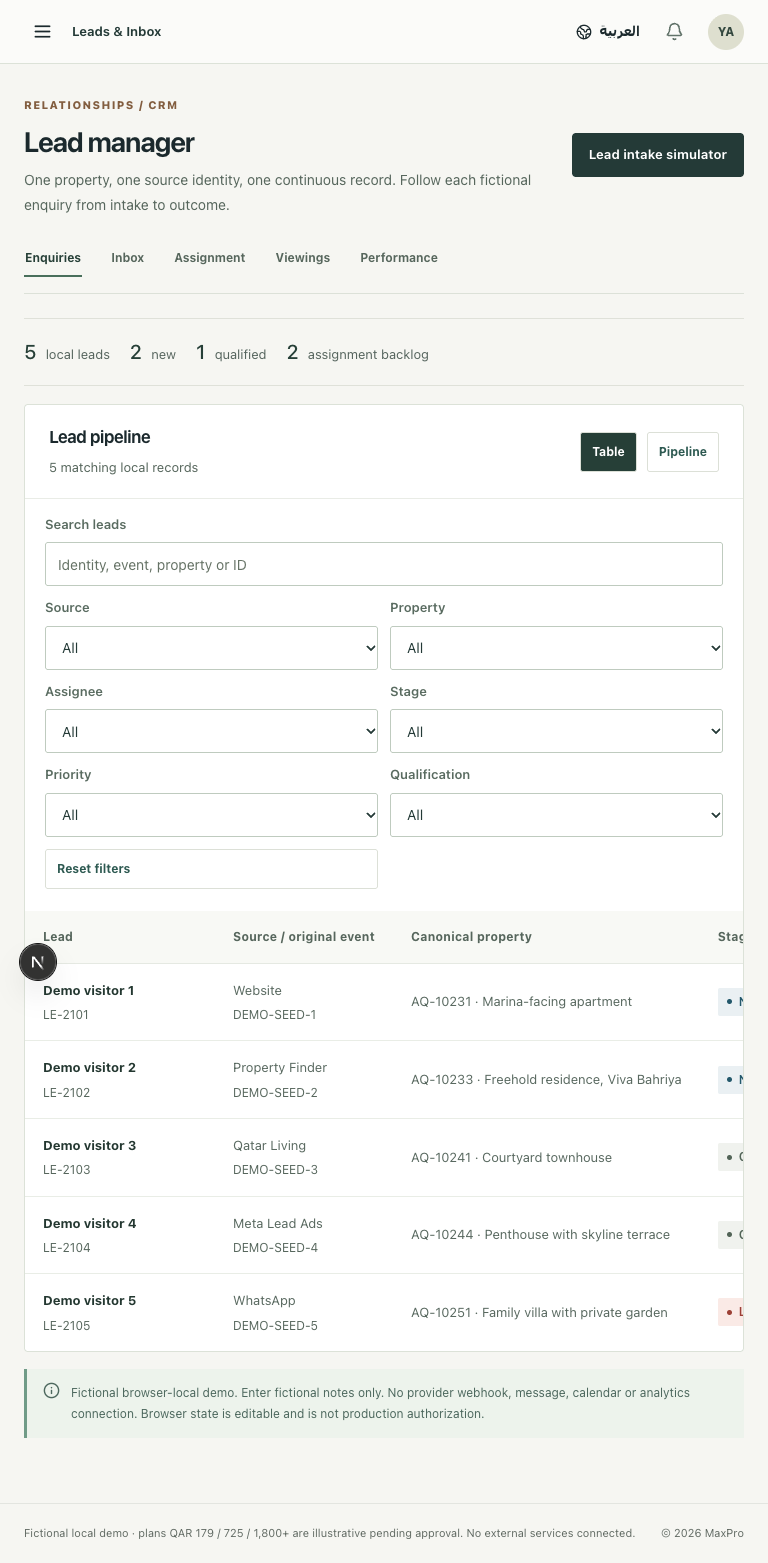 Leads & Inbox
العربية
YA
RELATIONSHIPS / CRM
Lead manager
Lead intake simulator
One property, one source identity, one continuous record. Follow each fictional
enquiry from intake to outcome.
Enquiries Inbox Assignment Viewings Performance
5 local leads 2 new 1 qualified 2 assignment backlog
Lead pipeline
5 matching local records
Table Pipeline
Search leads
Identity, event, property or ID
Source Property
All All
Assignee Stage
All All
Priority Qualification
All All
Reset filters
Lead Source / original event Canonical property
N
Demo visitor 1 Website
LE-2101 DEMO-SEED-1
AQ-10231 · Marina-facing apartment
Demo visitor 2 Property Finder
LE-2102 DEMO-SEED-2
AQ-10233 · Freehold residence, Viva Bahriya
Demo visitor 3 Qatar Living
LE-2103 DEMO-SEED-3
AQ-10241 · Courtyard townhouse
Demo visitor 4 Meta Lead Ads
LE-2104 DEMO-SEED-4
AQ-10244 · Penthouse with skyline terrace
Demo visitor 5 WhatsApp
LE-2105 DEMO-SEED-5
AQ-10251 · Family villa with private garden
Fictional browser-local demo. Enter fictional notes only. No provider webhook, message, calendar or analytics
connection. Browser state is editable and is not production authorization.
Fictional local demo · plans QAR 179 / 725 / 1,800+ are illustrative pending approval. No external services connected.
© 2026 MaxPro